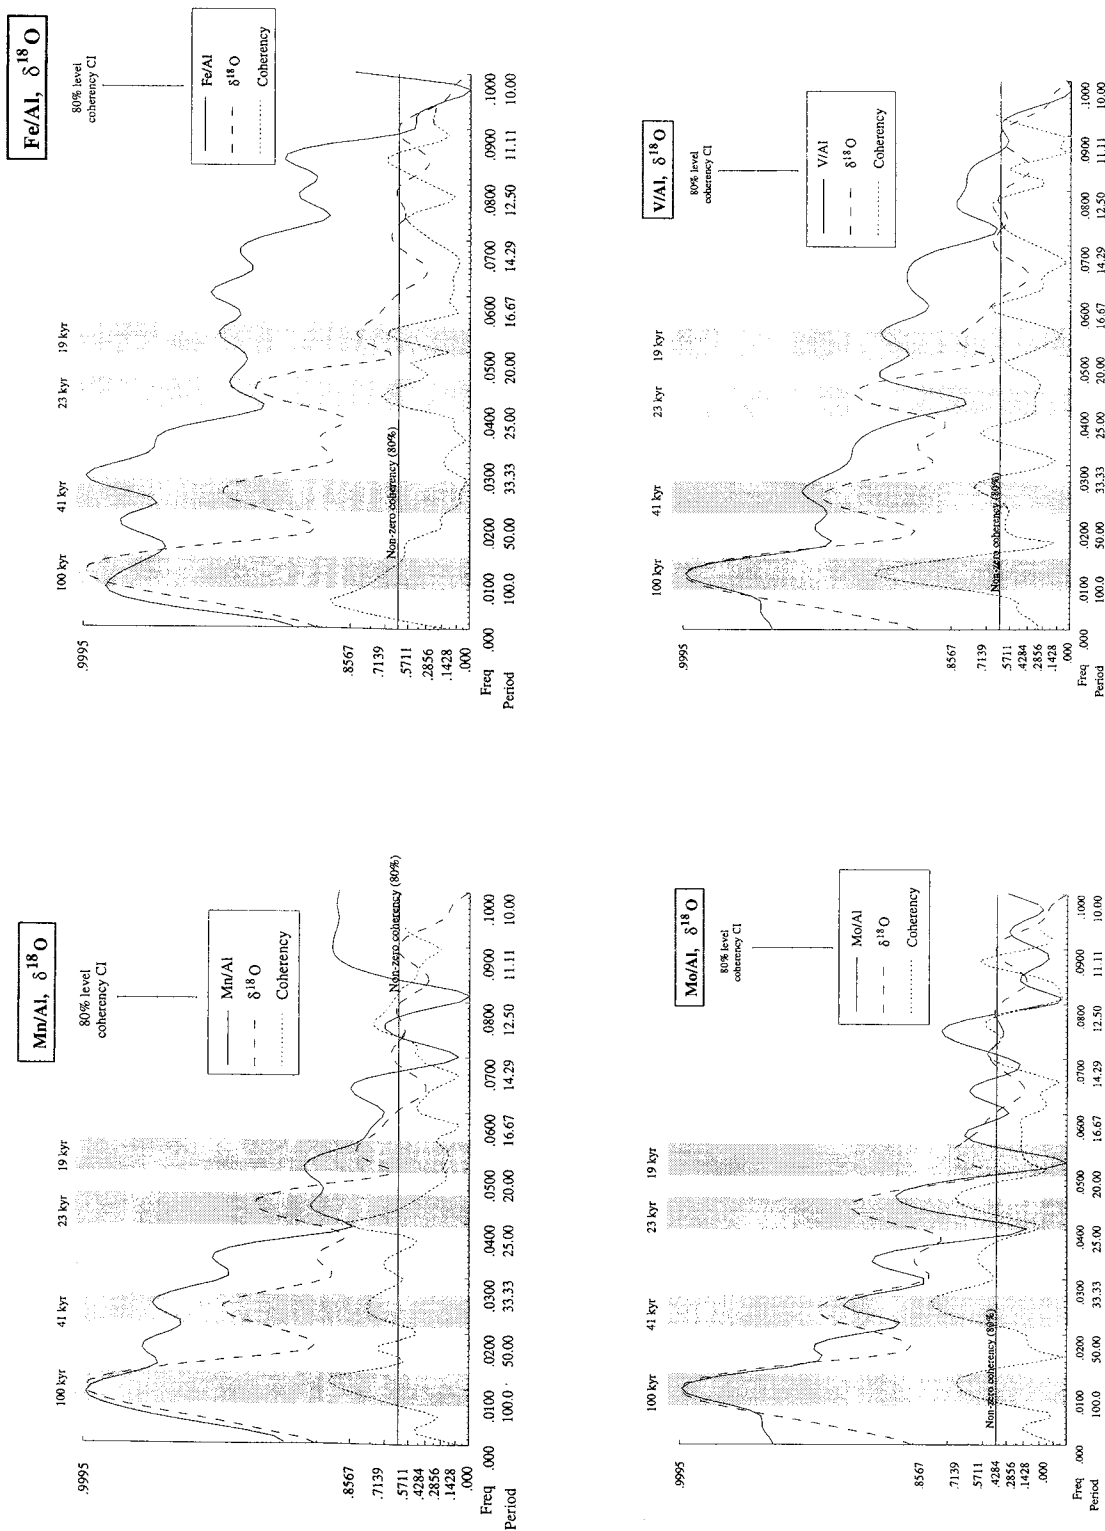 Mn/Al, δ¹⁸O
80% level
coherency CI
Mn/Al
δ¹⁸O
Coherency
100 kyr 41 kyr 23 kyr 19 kyr
.9995
.8567
.7139
.5711
.4284
.2856
.1428
.000
Non-zero coherency (80%)
Freq .000 .0100 .0200 .0300 .0400 .0500 .0600 .0700 .0800 .0900 .1000
Period 100.0 50.00 33.33 25.00 20.00 16.67 14.29 12.50 11.11 10.00
Fe/Al, δ¹⁸O
80% level
coherency CI
Fe/Al
δ¹⁸O
Coherency
100 kyr 41 kyr 23 kyr 19 kyr
.9995
.8567
.7139
.5711
.2856
.1428
.000
Non-zero coherency (80%)
Freq .000 .0100 .0200 .0300 .0400 .0500 .0600 .0700 .0800 .0900 .1000
Period 100.0 50.00 33.33 25.00 20.00 16.67 14.29 12.50 11.11 10.00
Mo/Al, δ¹⁸O
80% level
coherency CI
Mo/Al
δ¹⁸O
Coherency
100 kyr 41 kyr 23 kyr 19 kyr
.9995
.8567
.7139
.5711
.4284
.2856
.1428
.000
Non-zero coherency (80%)
Freq .000 .0100 .0200 .0300 .0400 .0500 .0600 .0700 .0800 .0900 .1000
Period 100.0 50.00 33.33 25.00 20.00 16.67 14.29 12.50 11.11 10.00
V/Al, δ¹⁸O
80% level
coherency CI
V/Al
δ¹⁸O
Coherency
100 kyr 41 kyr 23 kyr 19 kyr
.9995
.8567
.7139
.5711
.4284
.2856
.1428
.000
Non-zero coherency (80%)
Freq .000 .0100 .0200 .0300 .0400 .0500 .0600 .0700 .0800 .0900 .1000
Period 100.0 50.00 33.33 25.00 20.00 16.67 14.29 12.50 11.11 10.00